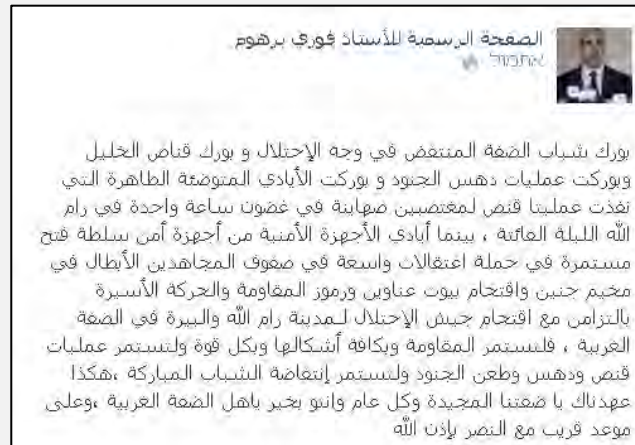 الصفحة الرسمية للأستاذ فوزي برهوم
אתמול
بورك شباب الضفة المنتفض في وجه الإحتلال و بورك قناص الخليل
وبوركت عمليات دهس الجنود و بوركت الأيادي المتوضئة الطاهرة التي
نفذت عمليتا قنص لمغتصبين صهاينة في غضون ساعة واحدة في رام
الله الليلة الفائتة ، بينما أيادي الأجهزة الأمنية من أجهزة أمن سلطة فتح
مستمرة في حملة اعتقالات واسعة في صفوف المجاهدين الأبطال في
مخيم جنين واقتحام بيوت عناوين ورموز المقاومة والحركة الأسيرة
بالتزامن مع اقتحام جيش الإحتلال لمدينة رام الله والبيرة في الضفة
الغربية ، فلتستمر المقاومة وبكافة أشكالها وبكل قوة ولتستمر عمليات
قنص ودهس وطعن الجنود ولتستمر إنتفاضة الشباب المباركة ،هكذا
عهدناك يا ضفتنا المجيدة وكل عام وانتو بخير ياهل الضفة الغربية ،وعلى
موعد قريب مع النصر بإذن الله